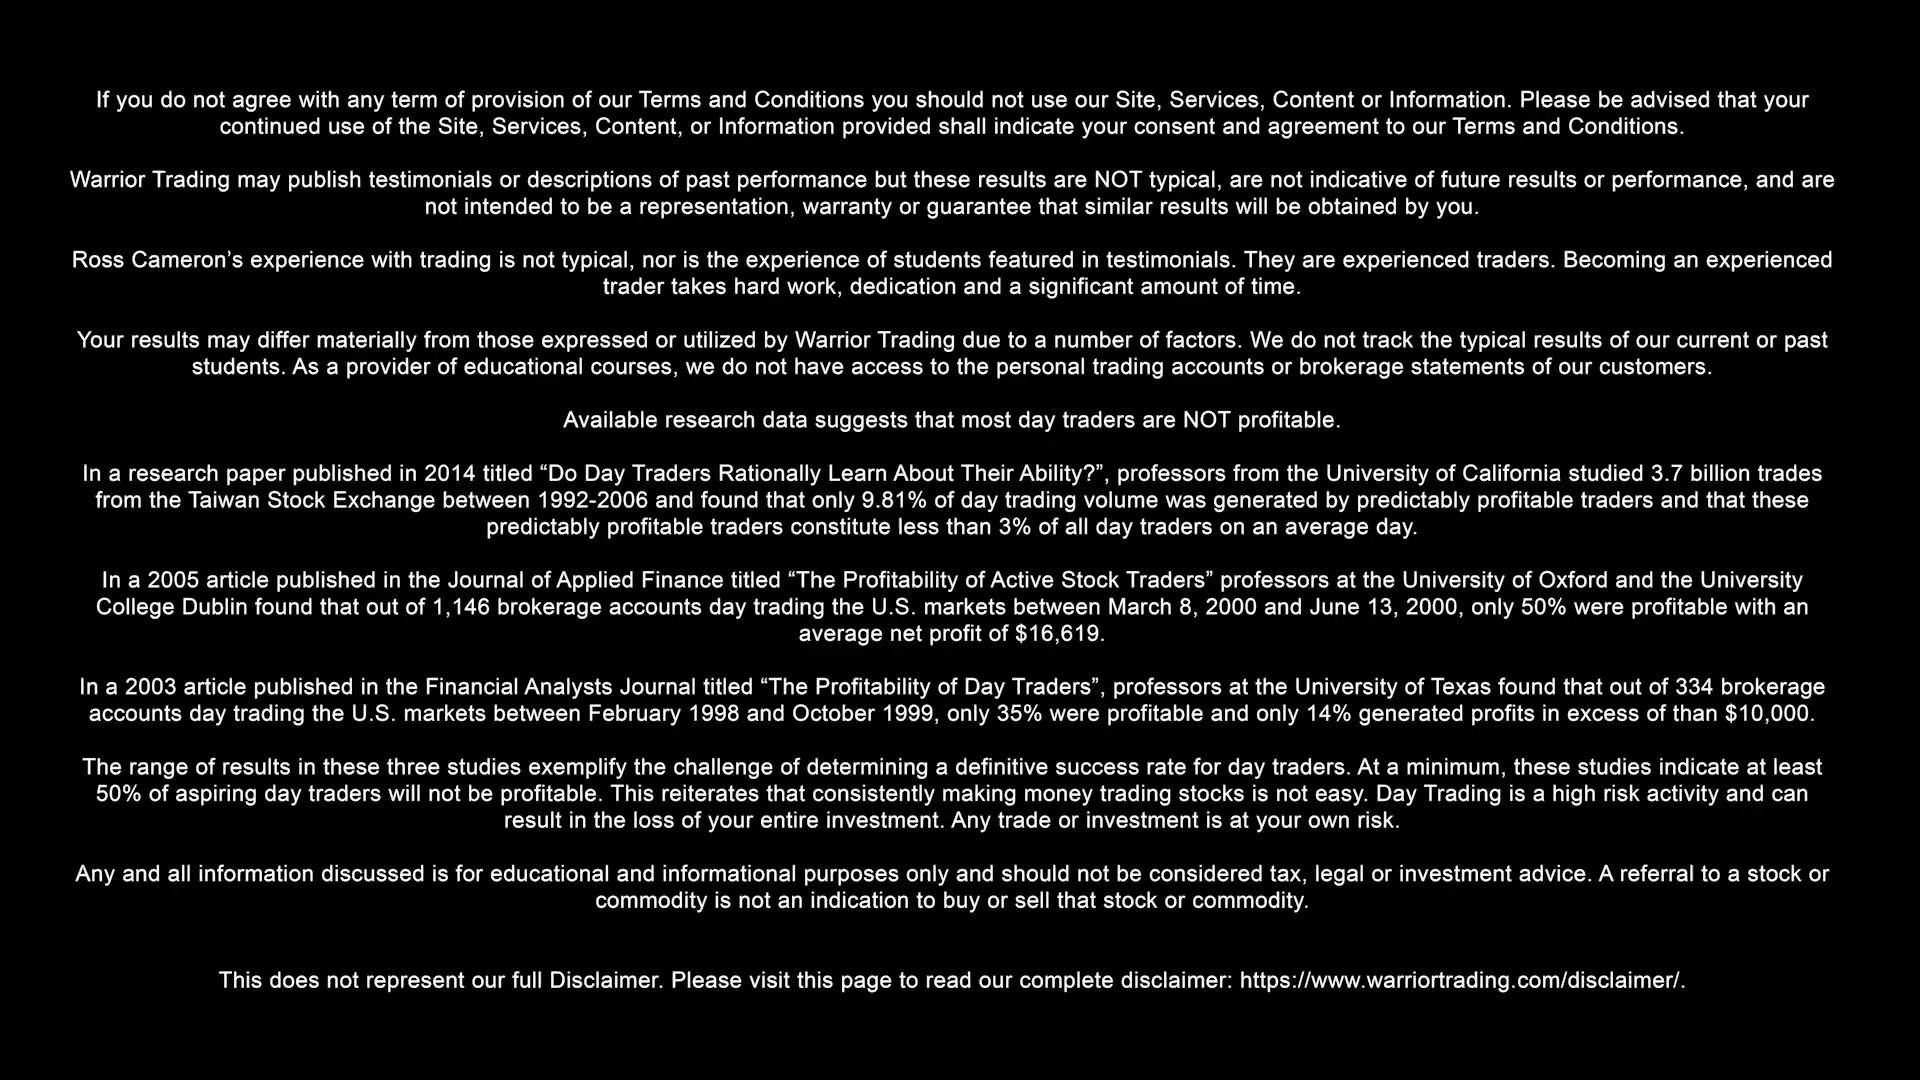 If you do not agree with any term of provision of our Terms and Conditions you should not use our Site, Services, Content or Information. Please be advised that your
continued use of the Site, Services, Content, or Information provided shall indicate your consent and agreement to our Terms and Conditions.
Warrior Trading may publish testimonials or descriptions of past performance but these results are NOT typical, are not indicative of future results or performance, and are
not intended to be a representation, warranty or guarantee that similar results will be obtained by you.
Ross Cameron’s experience with trading is not typical, nor is the experience of students featured in testimonials. They are experienced traders. Becoming an experienced
trader takes hard work, dedication and a significant amount of time.
Your results may differ materially from those expressed or utilized by Warrior Trading due to a number of factors. We do not track the typical results of our current or past
students. As a provider of educational courses, we do not have access to the personal trading accounts or brokerage statements of our customers.
Available research data suggests that most day traders are NOT profitable.
In a research paper published in 2014 titled “Do Day Traders Rationally Learn About Their Ability?”, professors from the University of California studied 3.7 billion trades
from the Taiwan Stock Exchange between 1992-2006 and found that only 9.81% of day trading volume was generated by predictably profitable traders and that these
predictably profitable traders constitute less than 3% of all day traders on an average day.
In a 2005 article published in the Journal of Applied Finance titled “The Profitability of Active Stock Traders” professors at the University of Oxford and the University
College Dublin found that out of 1,146 brokerage accounts day trading the U.S. markets between March 8, 2000 and June 13, 2000, only 50% were profitable with an
average net profit of $16,619.
In a 2003 article published in the Financial Analysts Journal titled “The Profitability of Day Traders”, professors at the University of Texas found that out of 334 brokerage
accounts day trading the U.S. markets between February 1998 and October 1999, only 35% were profitable and only 14% generated profits in excess of than $10,000.
The range of results in these three studies exemplify the challenge of determining a definitive success rate for day traders. At a minimum, these studies indicate at least
50% of aspiring day traders will not be profitable. This reiterates that consistently making money trading stocks is not easy. Day Trading is a high risk activity and can
result in the loss of your entire investment. Any trade or investment is at your own risk.
Any and all information discussed is for educational and informational purposes only and should not be considered tax, legal or investment advice. A referral to a stock or
commodity is not an indication to buy or sell that stock or commodity.
This does not represent our full Disclaimer. Please visit this page to read our complete disclaimer: https://www.warriortrading.com/disclaimer/.